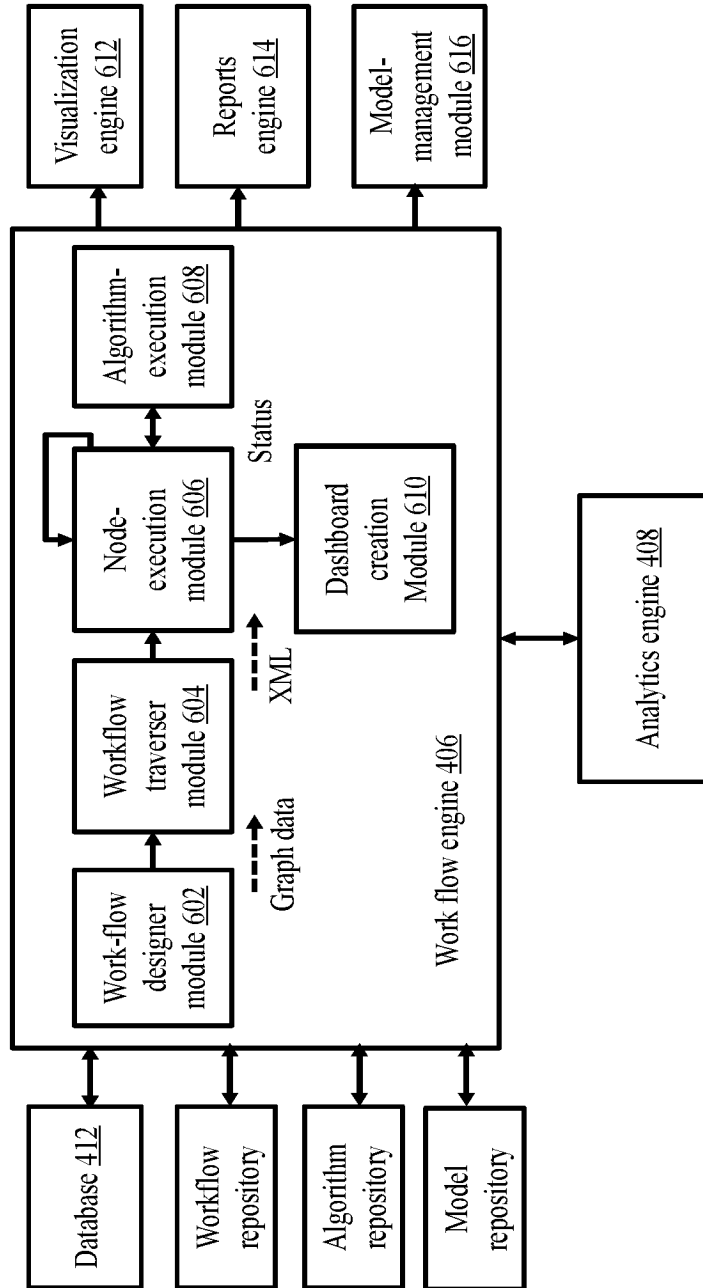 Database 412
Workflow
repository
Algorithm
repository
Model
repository
Work-flow
designer
module 602
Workflow
traverser
module 604
Node-
execution
module 606
Algorithm-
execution
module 608
Graph data
XML
Status
Dashboard
creation
Module 610
Work flow engine 406
Visualization
engine 612
Reports
engine 614
Model-
management
module 616
Analytics engine 408